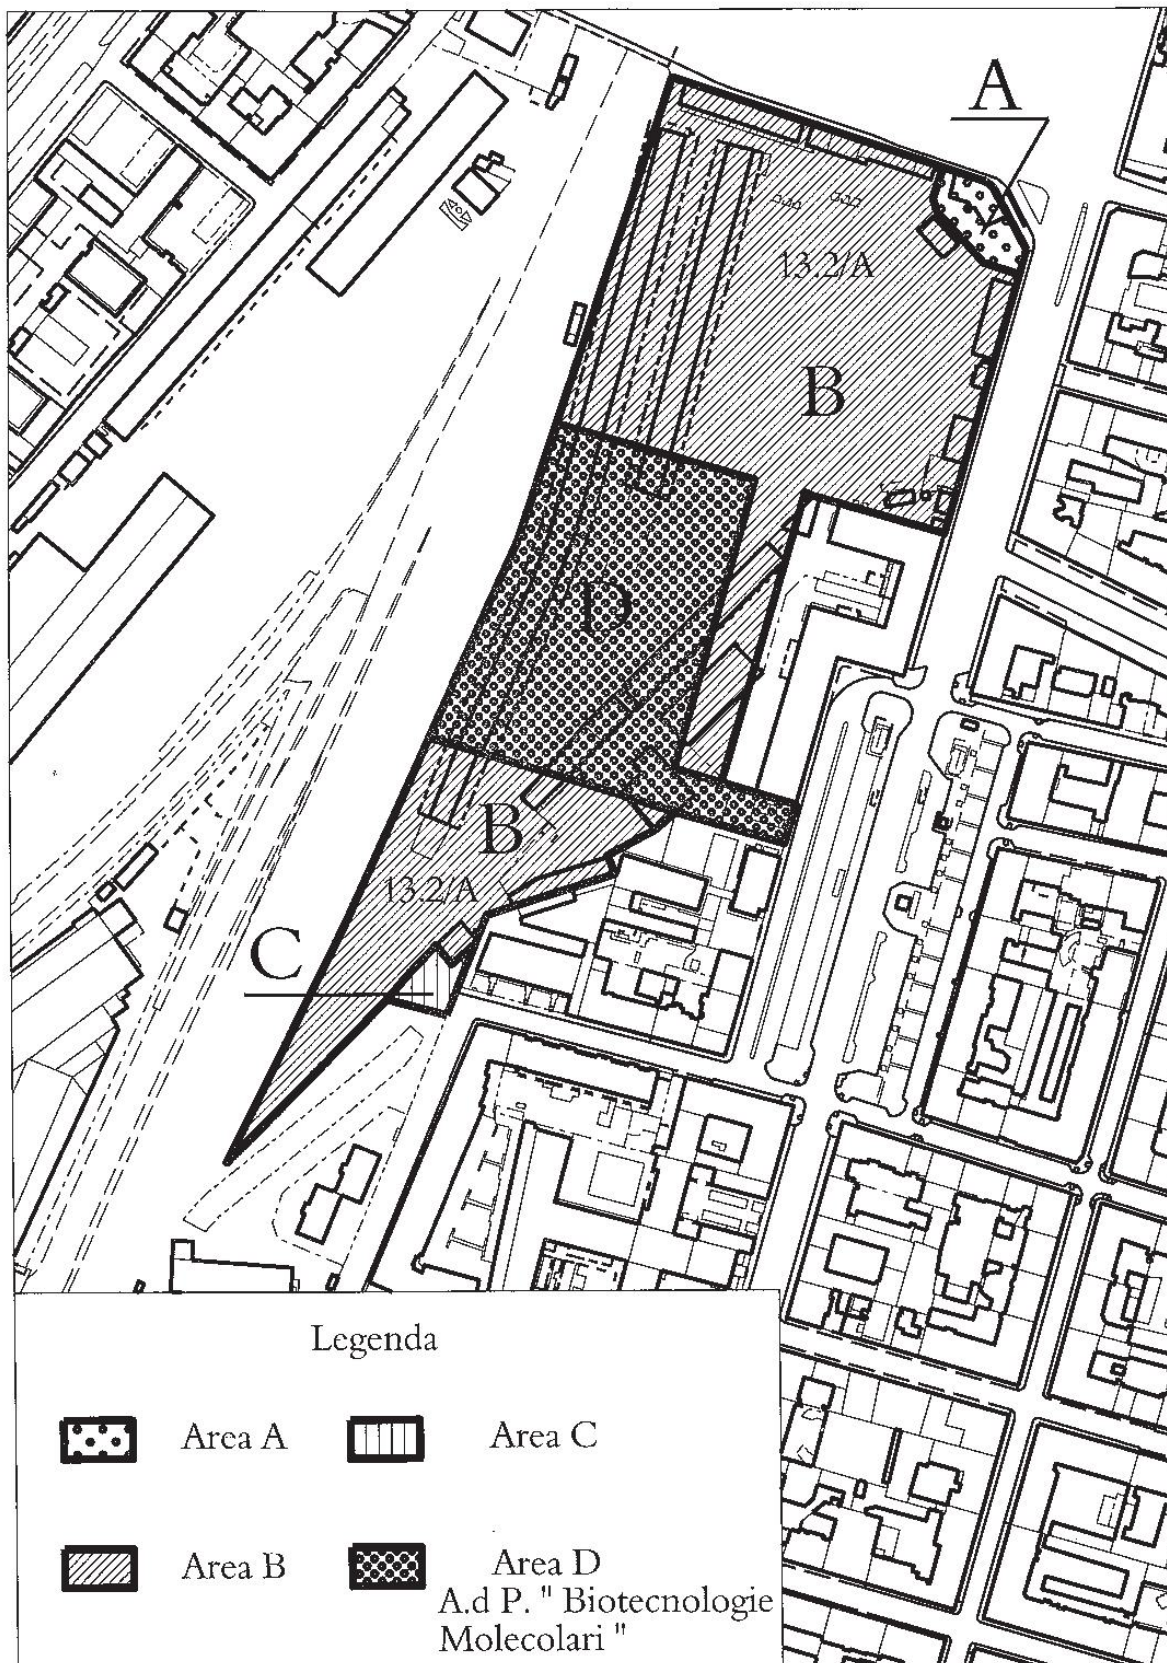 A
13.2/A
B
D
B
13.2/A
C
Legenda
Area A
Area C
Area B
Area D
A.d P. " Biotecnologie
Molecolari "